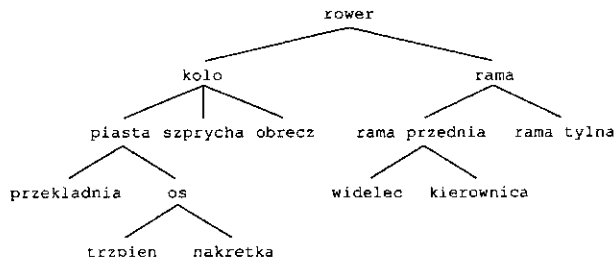 rower
kolo rama
piasta szprycha obrecz rama przednia rama tylna
przekladnia os widelec kierownica
trzpien nakretka